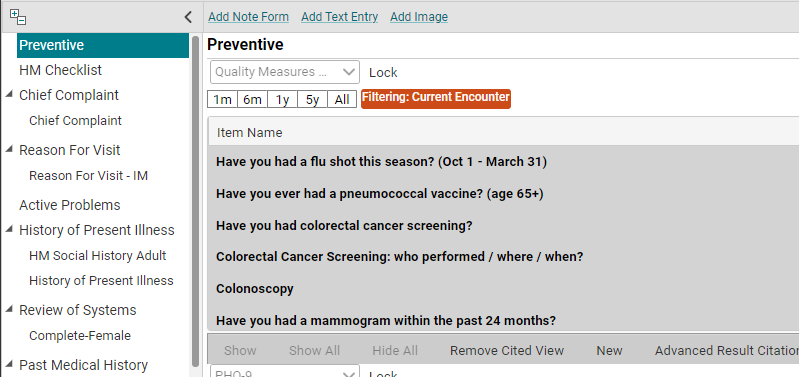 Add Note Form Add Text Entry Add Image
Preventive
HM Checklist
Chief Complaint
Chief Complaint
Reason For Visit
Reason For Visit - IM
Active Problems
History of Present Illness
HM Social History Adult
History of Present Illness
Review of Systems
Complete-Female
Past Medical History
Preventive
Quality Measures ... Lock
1m 6m 1y 5y All Filtering: Current Encounter
Item Name
Have you had a flu shot this season? (Oct 1 - March 31)
Have you ever had a pneumococcal vaccine? (age 65+)
Have you had colorectal cancer screening?
Colorectal Cancer Screening: who performed / where / when?
Colonoscopy
Have you had a mammogram within the past 24 months?
Show Show All Hide All Remove Cited View New Advanced Result Citation
PHQ-9 Lock